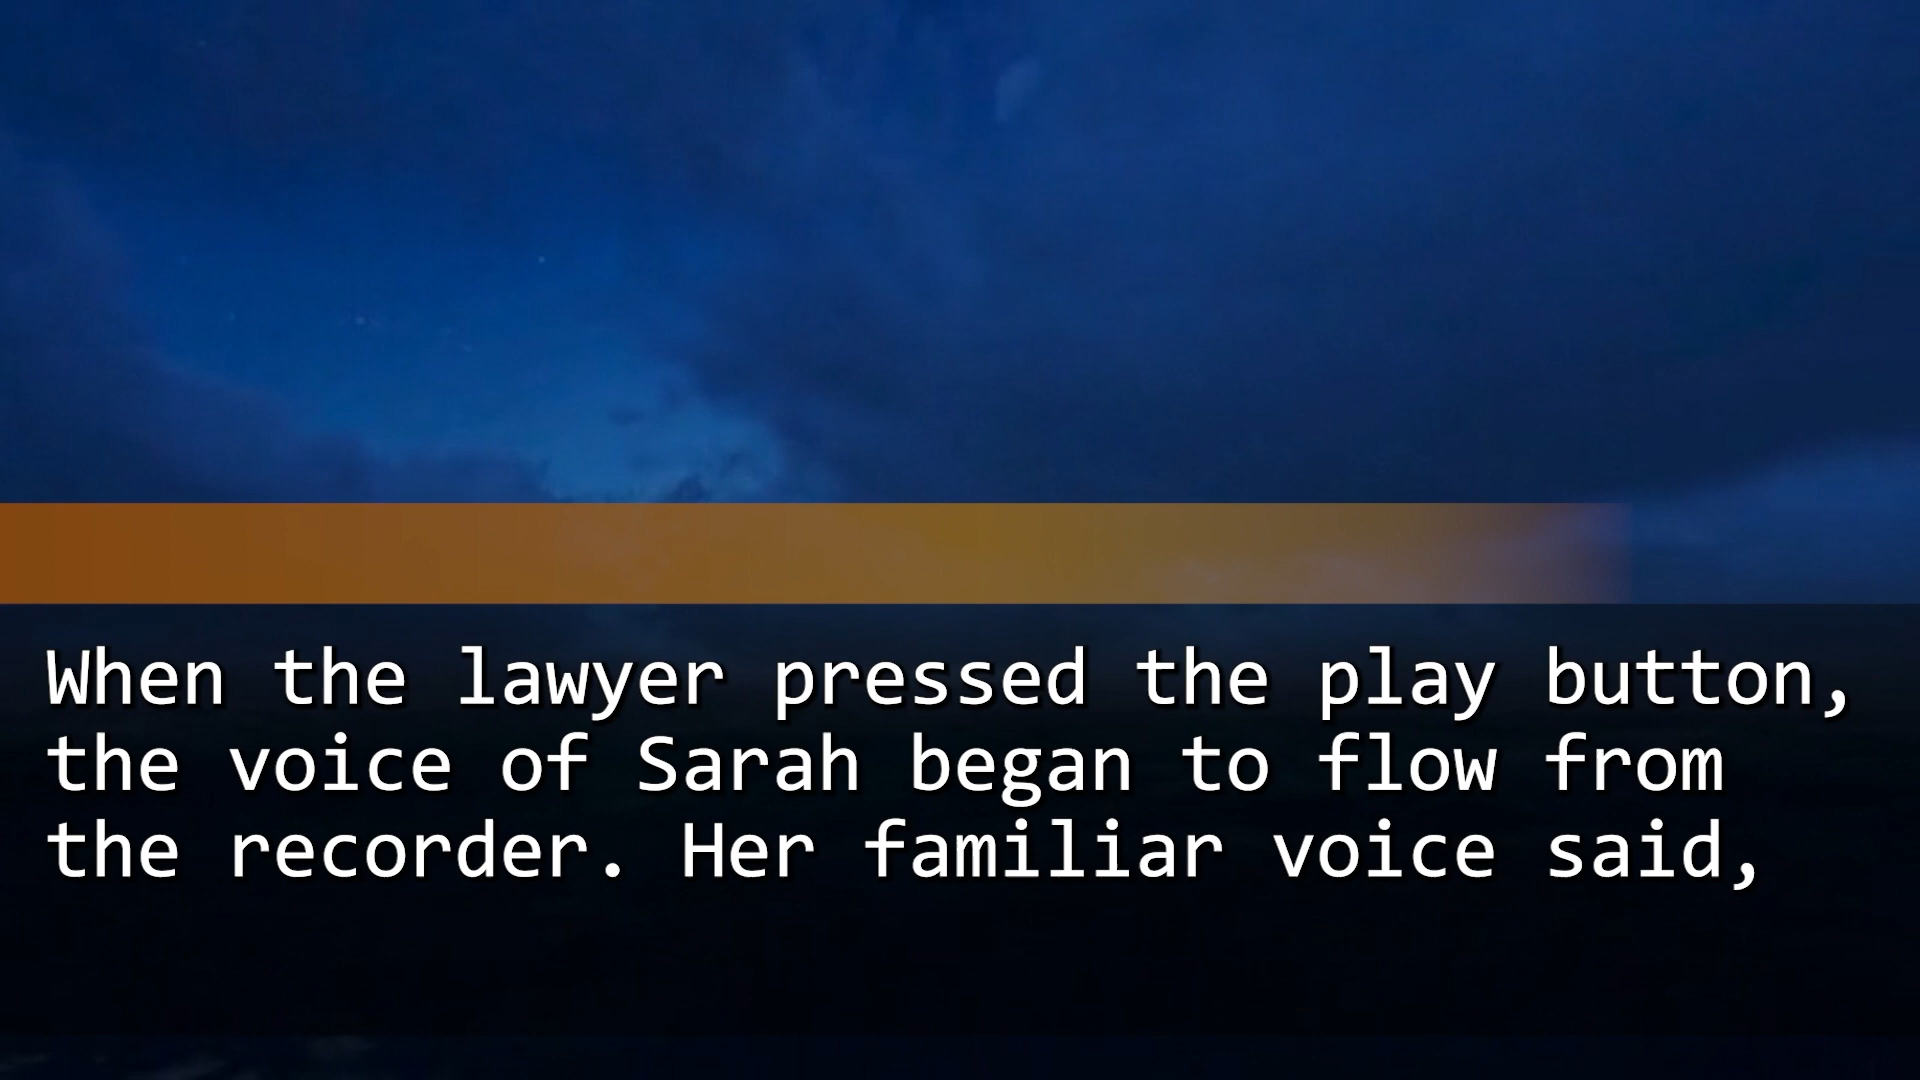 When the lawyer pressed the play button,
the voice of Sarah began to flow from
the recorder. Her familiar voice said,